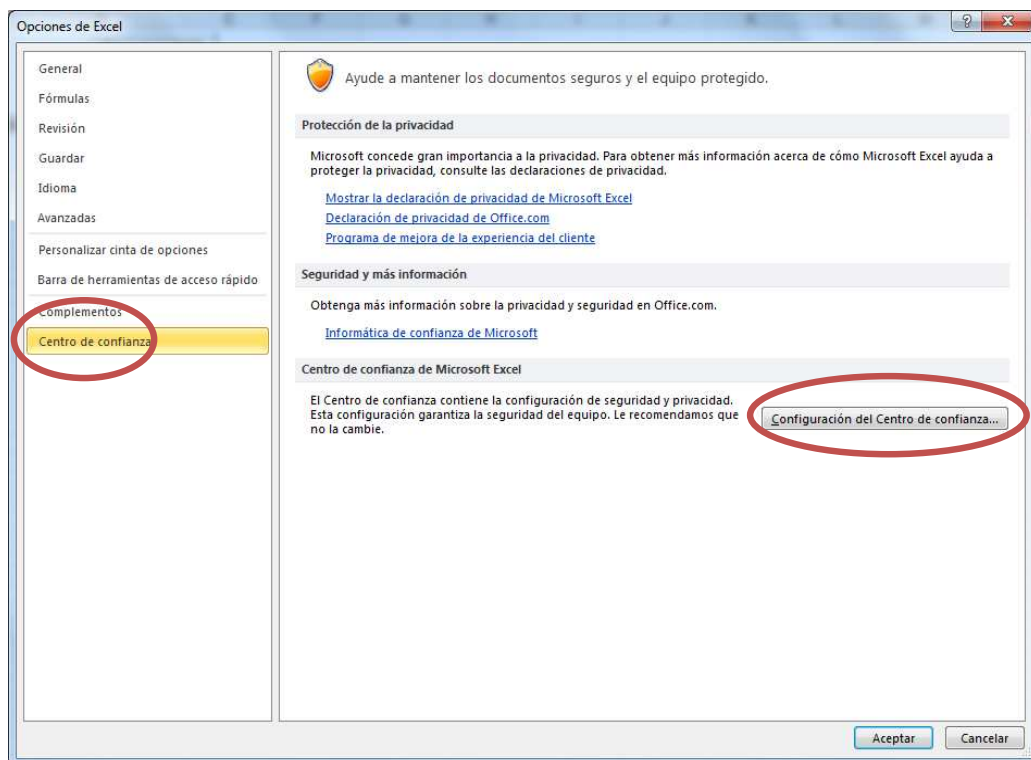 Opciones de Excel
General
Fórmulas
Revisión
Guardar
Idioma
Avanzadas
Personalizar cinta de opciones
Barra de herramientas de acceso rápido
Complementos
Centro de confianza
Ayude a mantener los documentos seguros y el equipo protegido.
Protección de la privacidad
Microsoft concede gran importancia a la privacidad. Para obtener más información acerca de cómo Microsoft Excel ayuda a
proteger la privacidad, consulte las declaraciones de privacidad.
Mostrar la declaración de privacidad de Microsoft Excel
Declaración de privacidad de Office.com
Programa de mejora de la experiencia del cliente
Seguridad y más información
Obtenga más información sobre la privacidad y seguridad en Office.com.
Informática de confianza de Microsoft
Centro de confianza de Microsoft Excel
El Centro de confianza contiene la configuración de seguridad y privacidad.
Esta configuración garantiza la seguridad del equipo. Le recomendamos que
no la cambie.
Configuración del Centro de confianza...
Aceptar
Cancelar